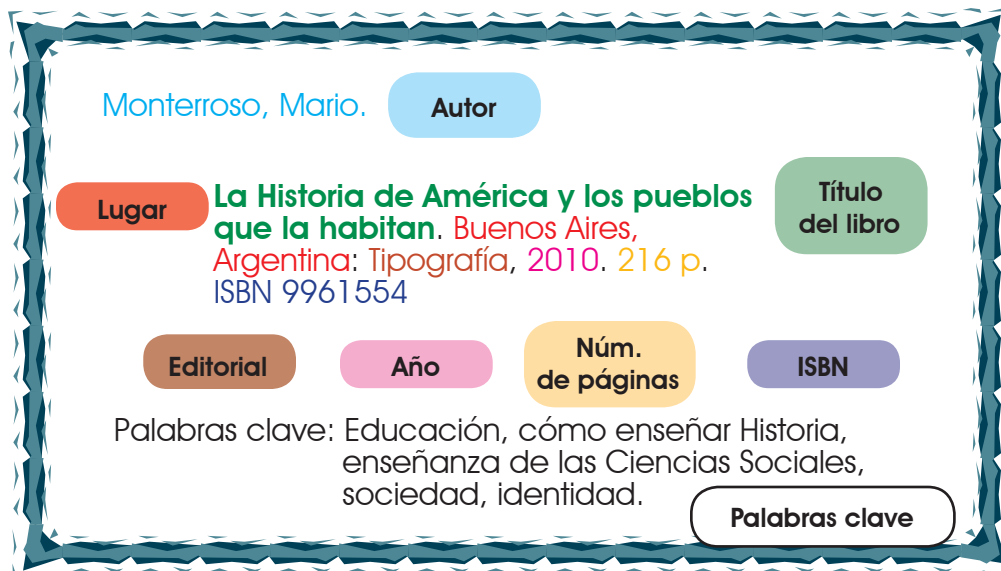 Monterroso, Mario.
Autor
Lugar
La Historia de América y los pueblos
que la habitan. Buenos Aires,
Argentina: Tipografía, 2010. 216 p.
ISBN 9961554
Título
del libro
Editorial
Año
Núm.
de páginas
ISBN
Palabras clave: Educación, cómo enseñar Historia,
enseñanza de las Ciencias Sociales,
sociedad, identidad.
Palabras clave